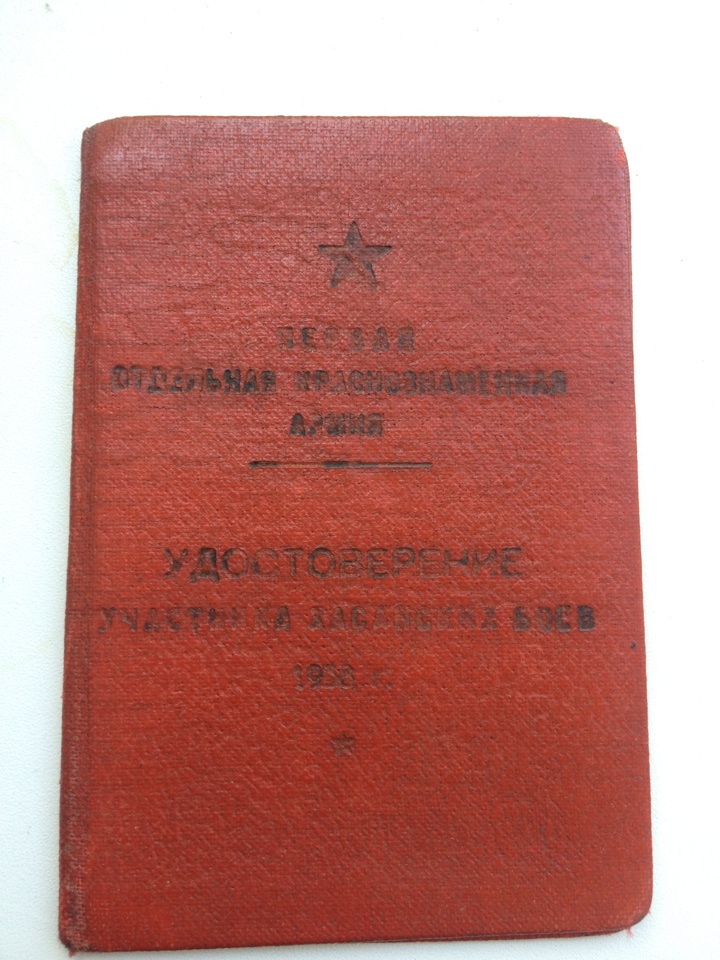 ПЕРВАЯ
ОТДЕЛЬНАЯ КРАСНОЗНАМЕННАЯ
АРМИЯ
УДОСТОВЕРЕНИЕ
УЧАСТНИКА ХАСАНСКИХ БОЕВ
1938 г.